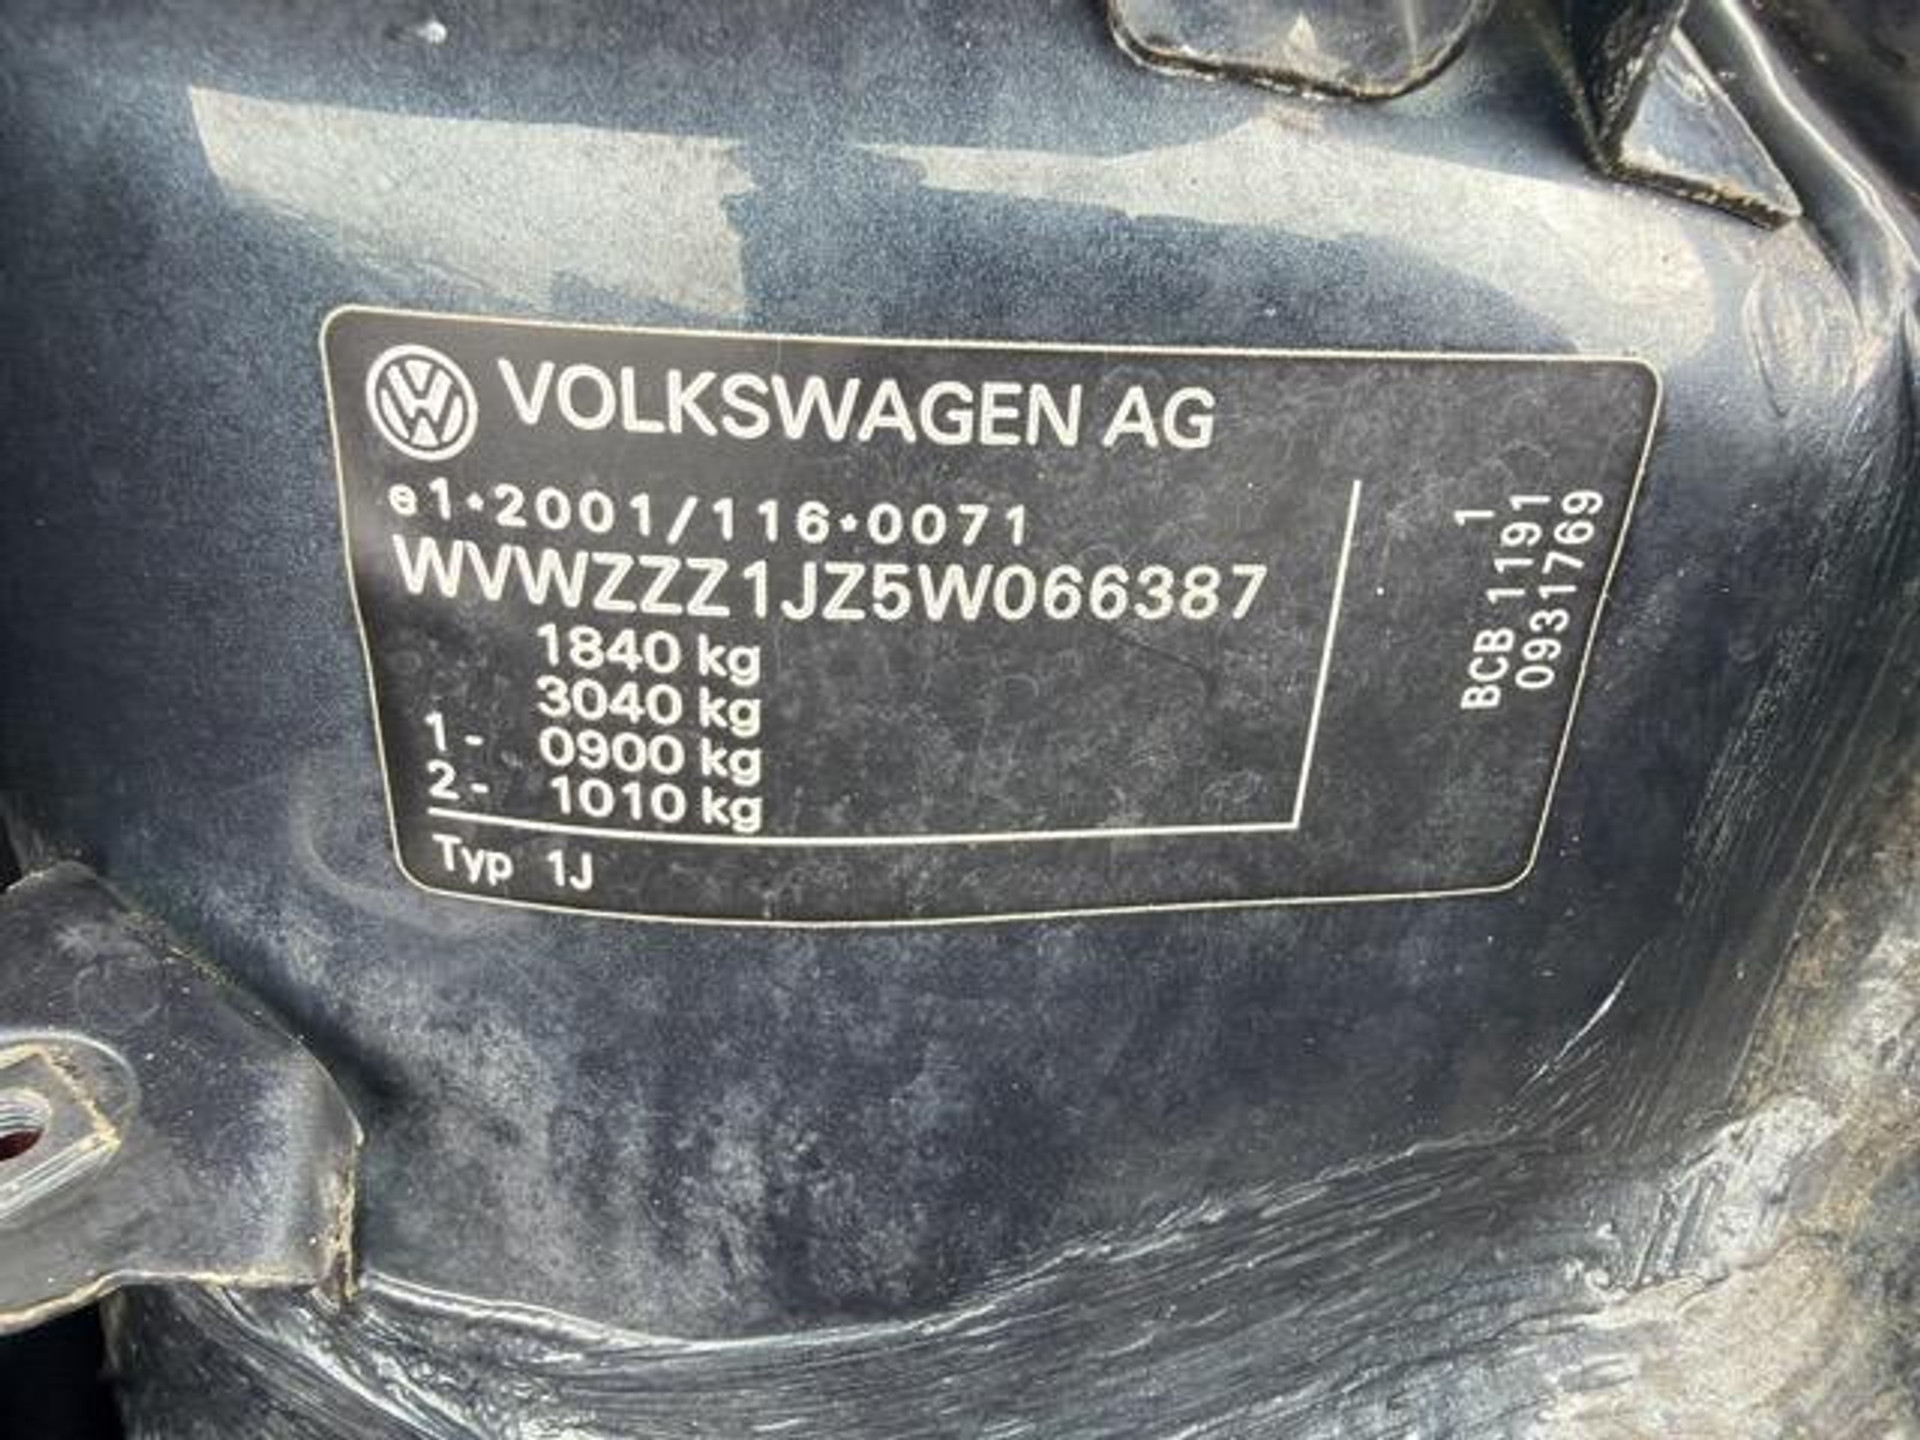 VOLKSWAGEN AG
e1*2001/116*0071
WVWZZZ1JZ5W066387
1840 kg
3040 kg
1- 0900 kg
2- 1010 kg
Typ 1J
1
BCB 1191
0931769